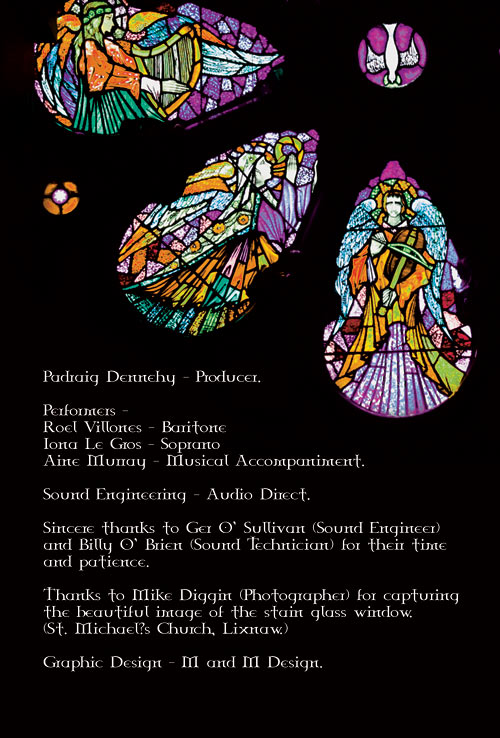 Padraig Dennehy - Producer.
Performers -
Roel Villones - Baritone
Iona Le Gros - Soprano
Aine Murray - Musical Accompaniment.
Sound Engineering - Audio Direct.
Sincere thanks to Ger O' Sullivan (Sound Engineer)
and Billy O' Brien (Sound Technician) for their time
and patience.
Thanks to Mike Diggin (Photographer) for capturing
the beautiful image of the stain glass window.
(St. Michael?s Church, Lixnaw.)
Graphic Design - M and M Design.